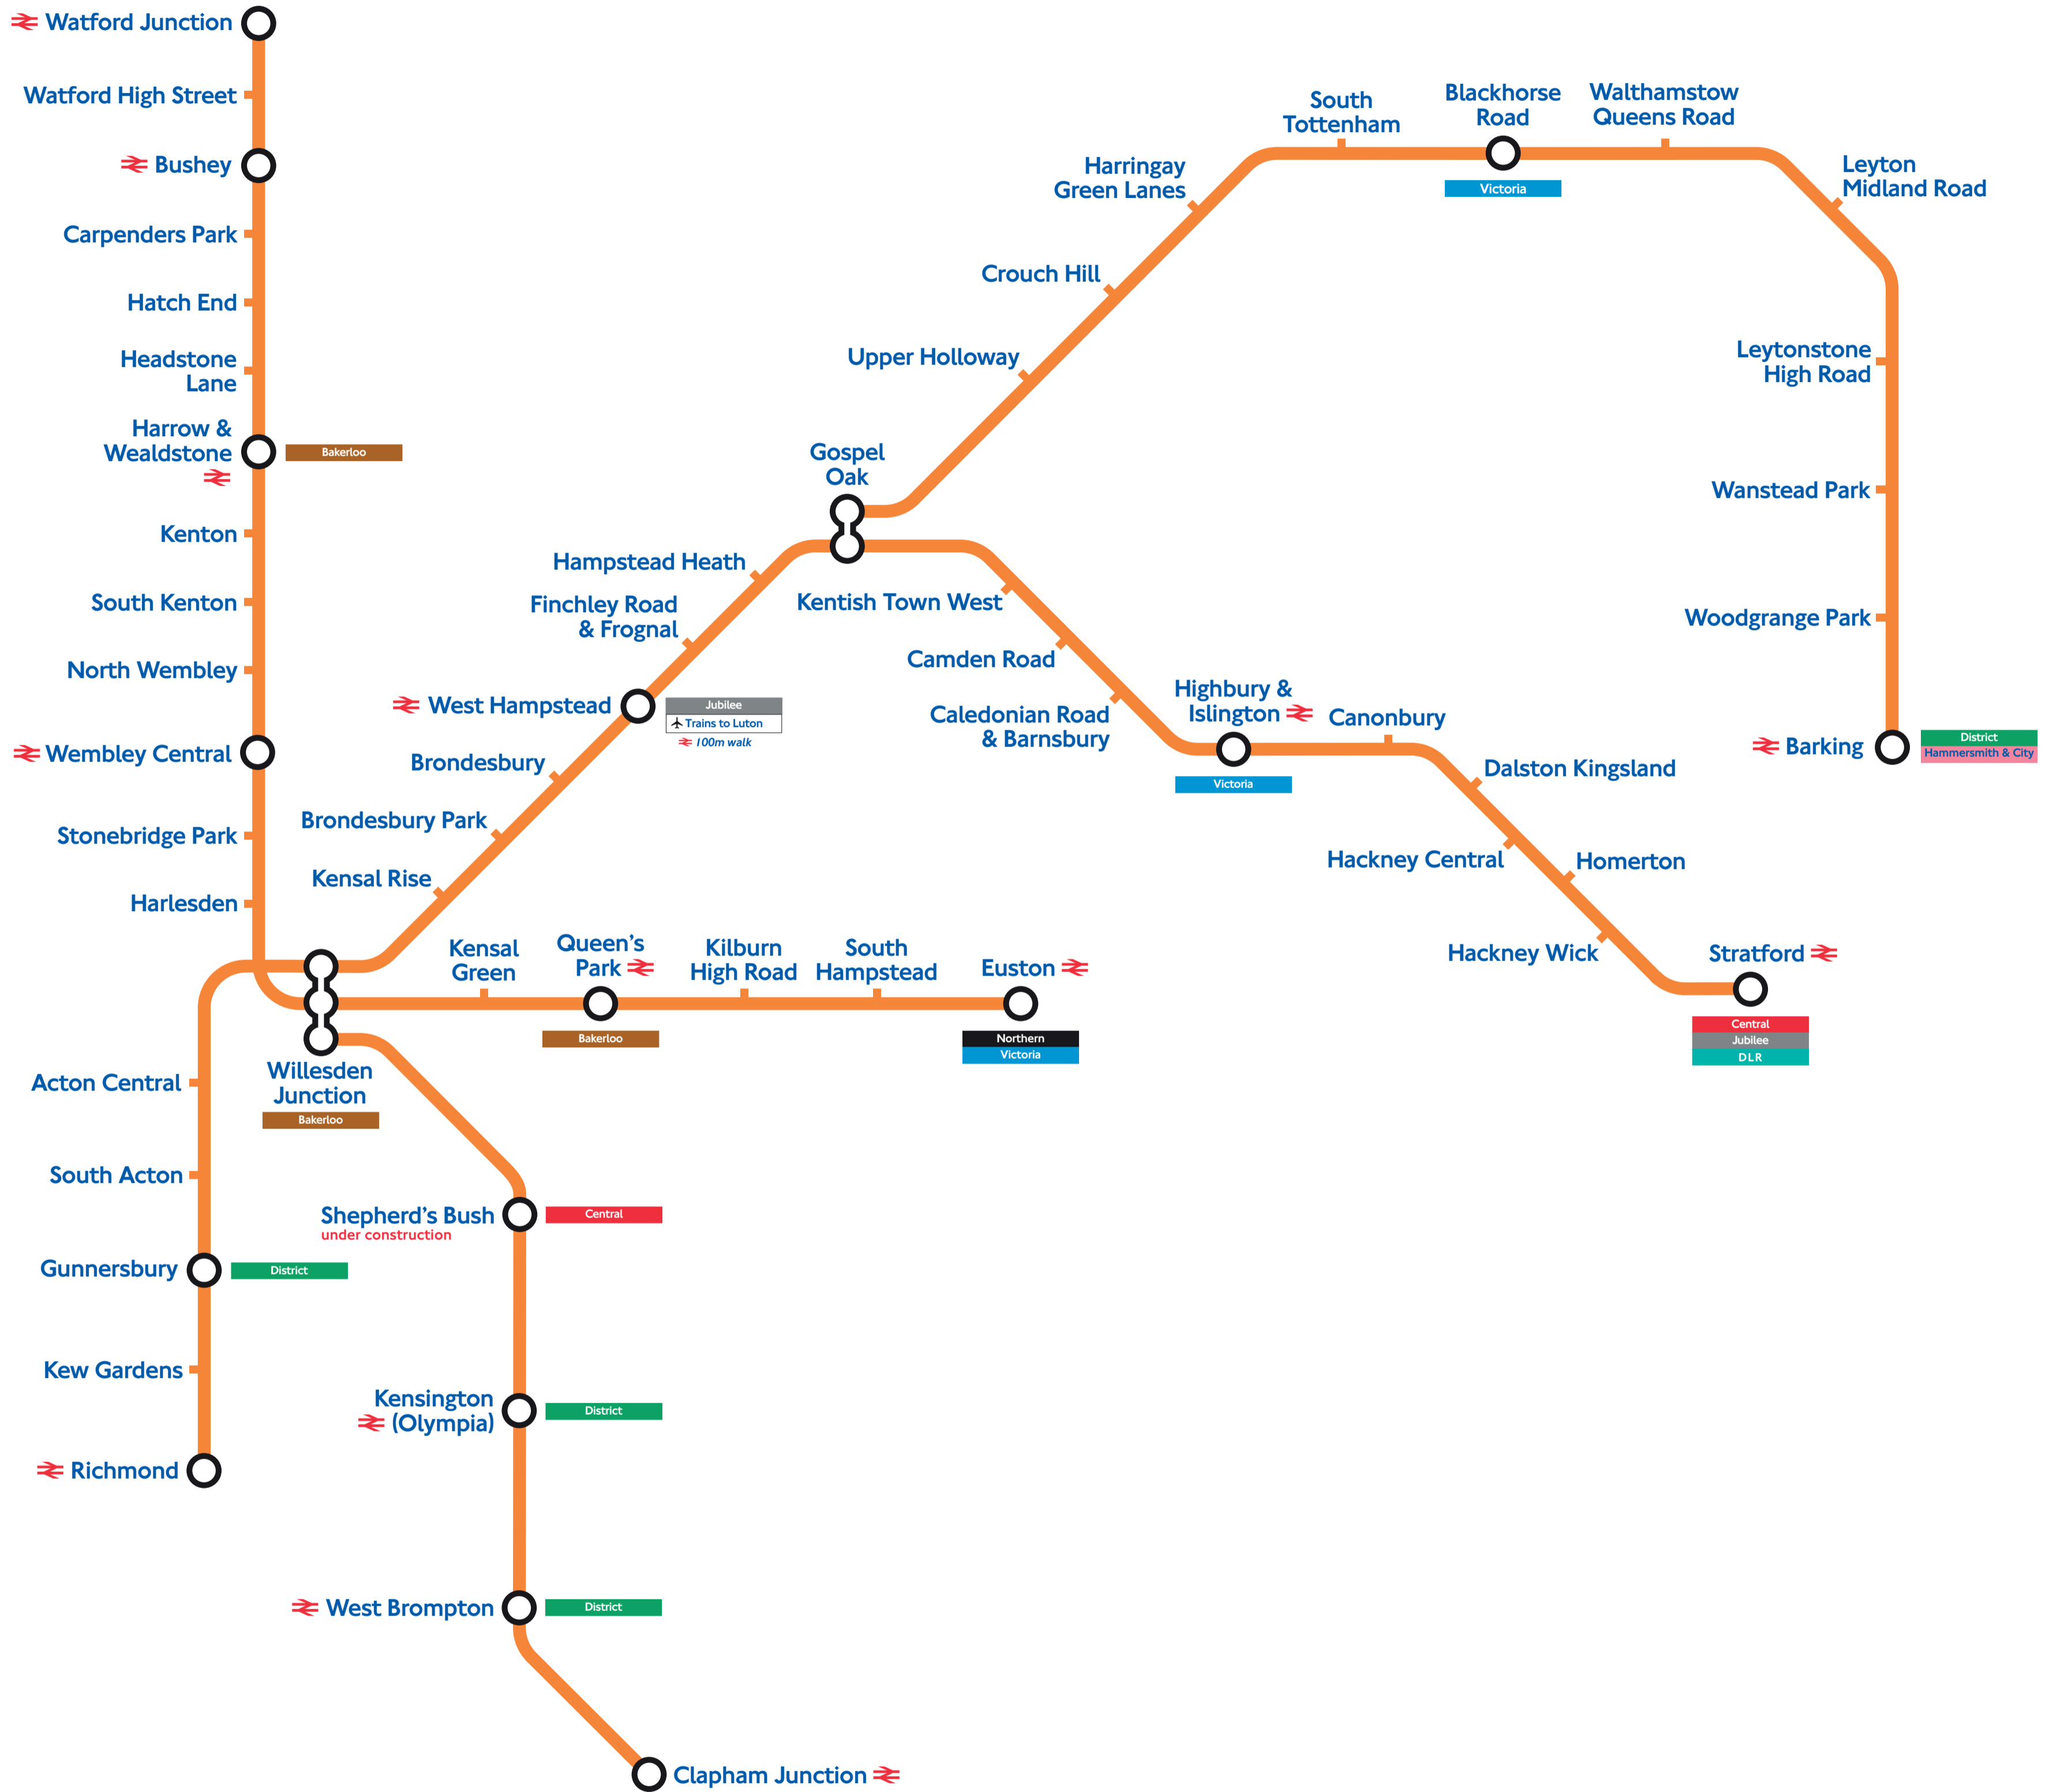 Watford Junction
Watford High Street
Bushey
Carpenders Park
Hatch End
Headstone
Lane
Harrow &
Wealdstone
Bakerloo
Kenton
South Kenton
North Wembley
Wembley Central
Stonebridge Park
Harlesden
Willesden
Junction
Bakerloo
Kensal
Green
Queen's
Park
Bakerloo
Kilburn
High Road
South
Hampstead
Euston
Northern
Victoria
Acton Central
South Acton
Gunnersbury
District
Kew Gardens
Richmond
Shepherd's Bush
under construction
Central
Kensington
(Olympia)
District
West Brompton
District
Clapham Junction
Kensal Rise
Brondesbury Park
Brondesbury
West Hampstead
Jubilee
Trains to Luton
100m walk
Finchley Road
& Frognal
Hampstead Heath
Gospel
Oak
Kentish Town West
Camden Road
Caledonian Road
& Barnsbury
Highbury &
Islington
Victoria
Canonbury
Dalston Kingsland
Hackney Central
Homerton
Hackney Wick
Stratford
Central
Jubilee
DLR
Upper Holloway
Crouch Hill
Harringay
Green Lanes
South
Tottenham
Blackhorse
Road
Victoria
Walthamstow
Queens Road
Leyton
Midland Road
Leytonstone
High Road
Wanstead Park
Woodgrange Park
Barking
District
Hammersmith & City